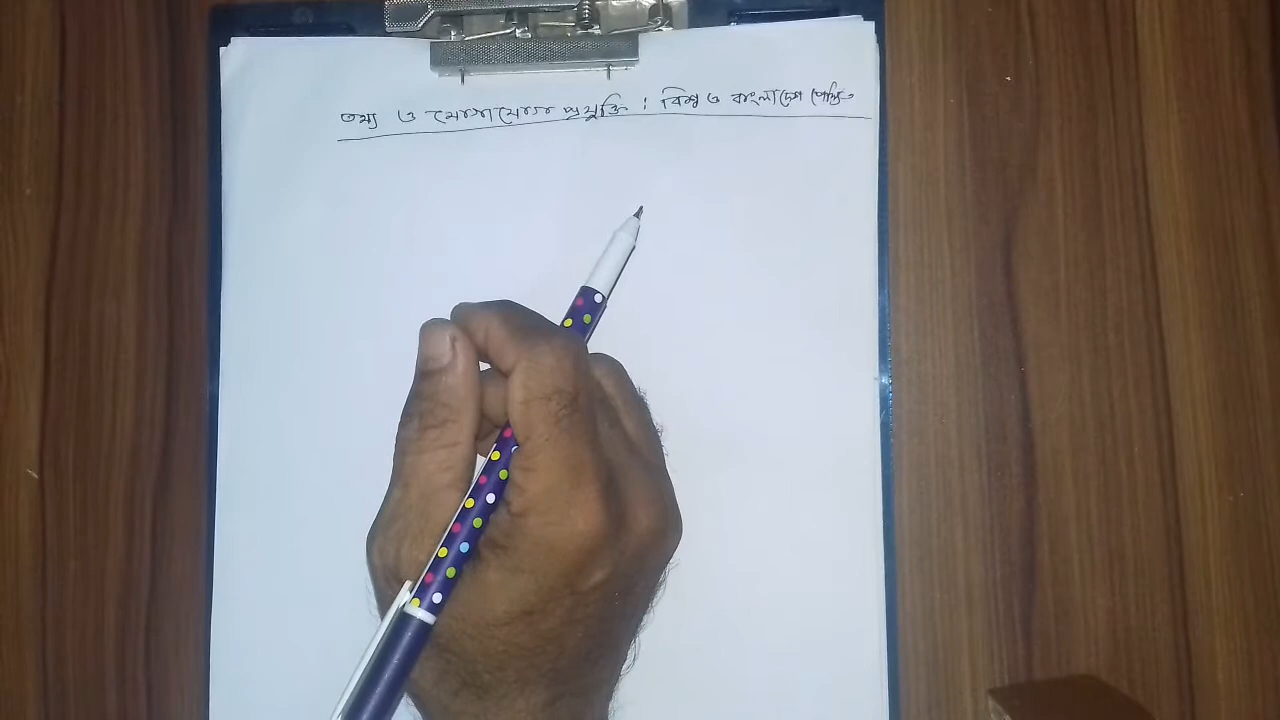 তথ্য ও যোগাযোগ প্রযুক্তি : বিশ্ব ও বাংলাদেশ প্রেক্ষিত